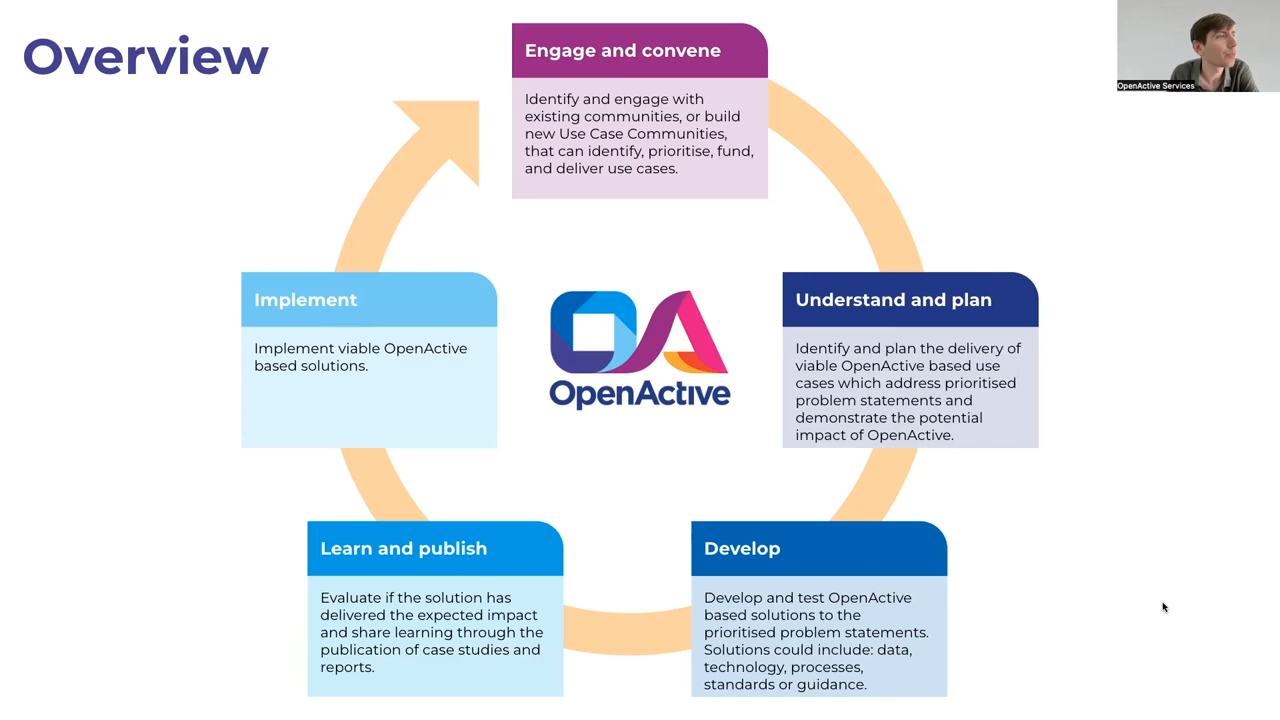 Overview
OpenActive Services
Engage and convene
Identify and engage with
existing communities, or build
new Use Case Communities,
that can identify, prioritise, fund,
and deliver use cases.
Understand and plan
Identify and plan the delivery of
viable OpenActive based use
cases which address prioritised
problem statements and
demonstrate the potential
impact of OpenActive.
Develop
Develop and test OpenActive
based solutions to the
prioritised problem statements.
Solutions could include: data,
technology, processes,
standards or guidance.
Learn and publish
Evaluate if the solution has
delivered the expected impact
and share learning through the
publication of case studies and
reports.
Implement
Implement viable OpenActive
based solutions.
OA
OpenActive